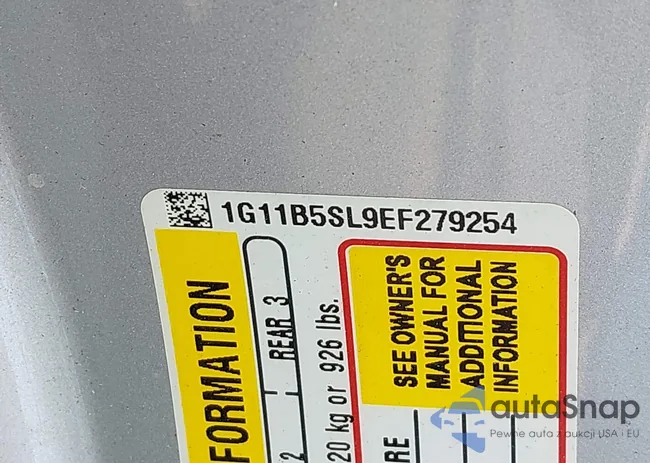 1G11B5SL9EF279254
FORMATION
REAR 3
2
20 kg or 926 lbs.
SEE OWNER'S
MANUAL FOR
ADDITIONAL
INFORMATION
RE
autoSnap
Pewne auta z aukcji USA i EU